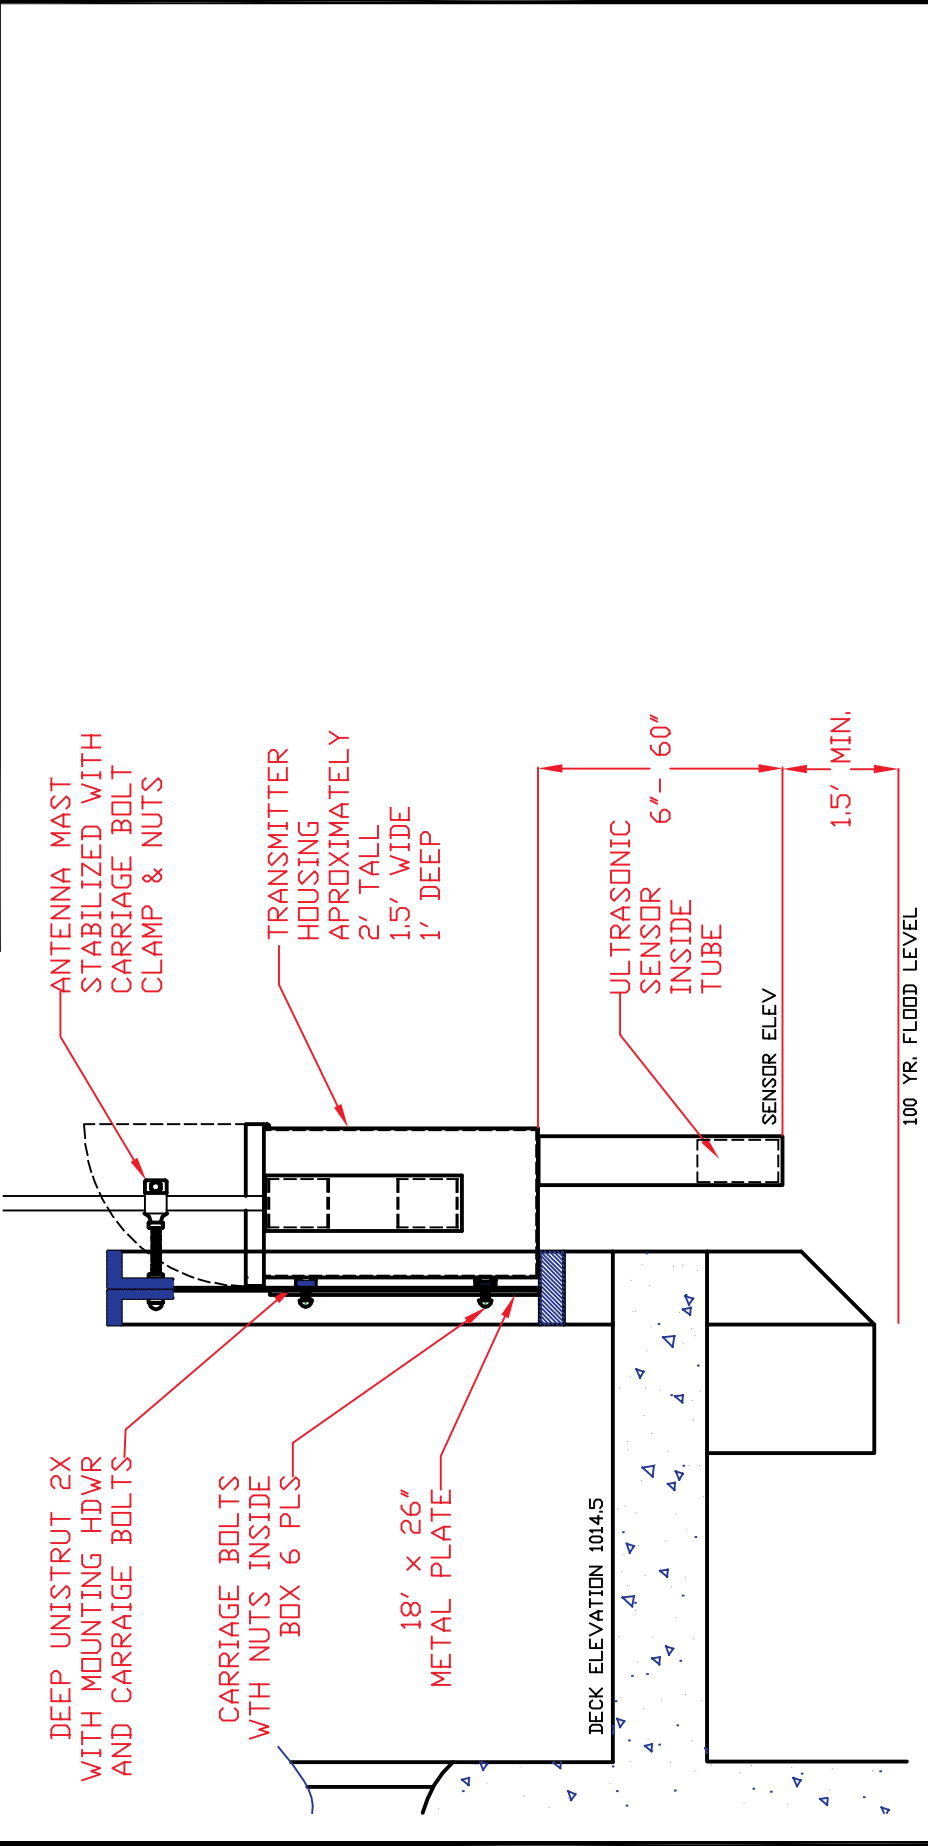 DEEP UNISTRUT 2X
WITH MOUNTING HDWR
AND CARRAIGE BOLTS
ANTENNA MAST
STABILIZED WITH
CARRIAGE BOLT
CLAMP & NUTS
CARRIAGE BOLTS
WTH NUTS INSIDE
BOX 6 PLS
TRANSMITTER
HOUSING
APROXIMATELY
2' TALL
1.5' WIDE
1' DEEP
18' x 26"
METAL PLATE
6"- 60"
ULTRASONIC
SENSOR
INSIDE
TUBE
DECK ELEVATION 1014.5
SENSOR ELEV
1.5' MIN.
100 YR. FLOOD LEVEL